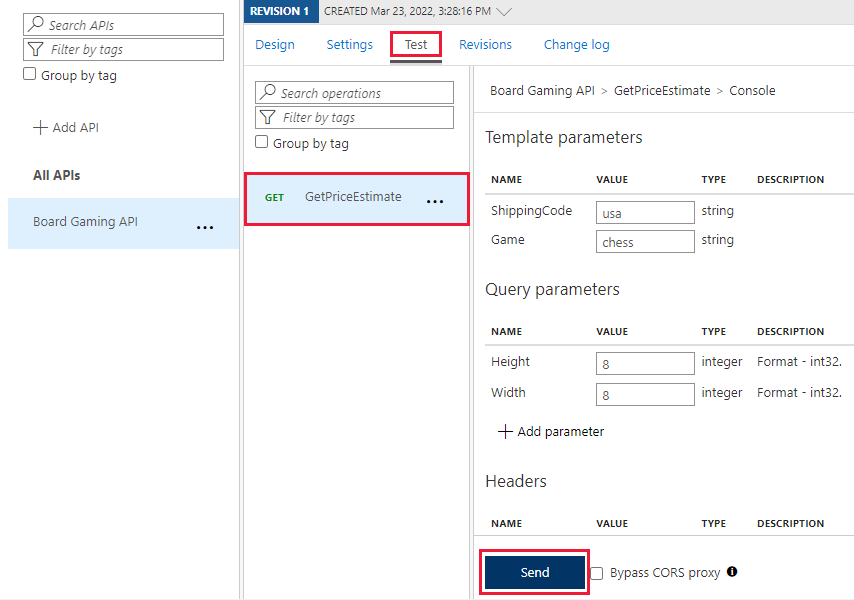 Search APIs
Filter by tags
Group by tag
Add API
All APIs
Board Gaming API
...
REVISION 1 CREATED Mar 23, 2022, 3:28:16 PM
Design Settings Test Revisions Change log
Search operations
Filter by tags
Group by tag
GET GetPriceEstimate ...
Board Gaming API > GetPriceEstimate > Console
Template parameters
NAME VALUE TYPE DESCRIPTION
ShippingCode usa string
Game chess string
Query parameters
NAME VALUE TYPE DESCRIPTION
Height 8 integer Format - int32.
Width 8 integer Format - int32.
Add parameter
Headers
NAME VALUE TYPE DESCRIPTION
Send Bypass CORS proxy